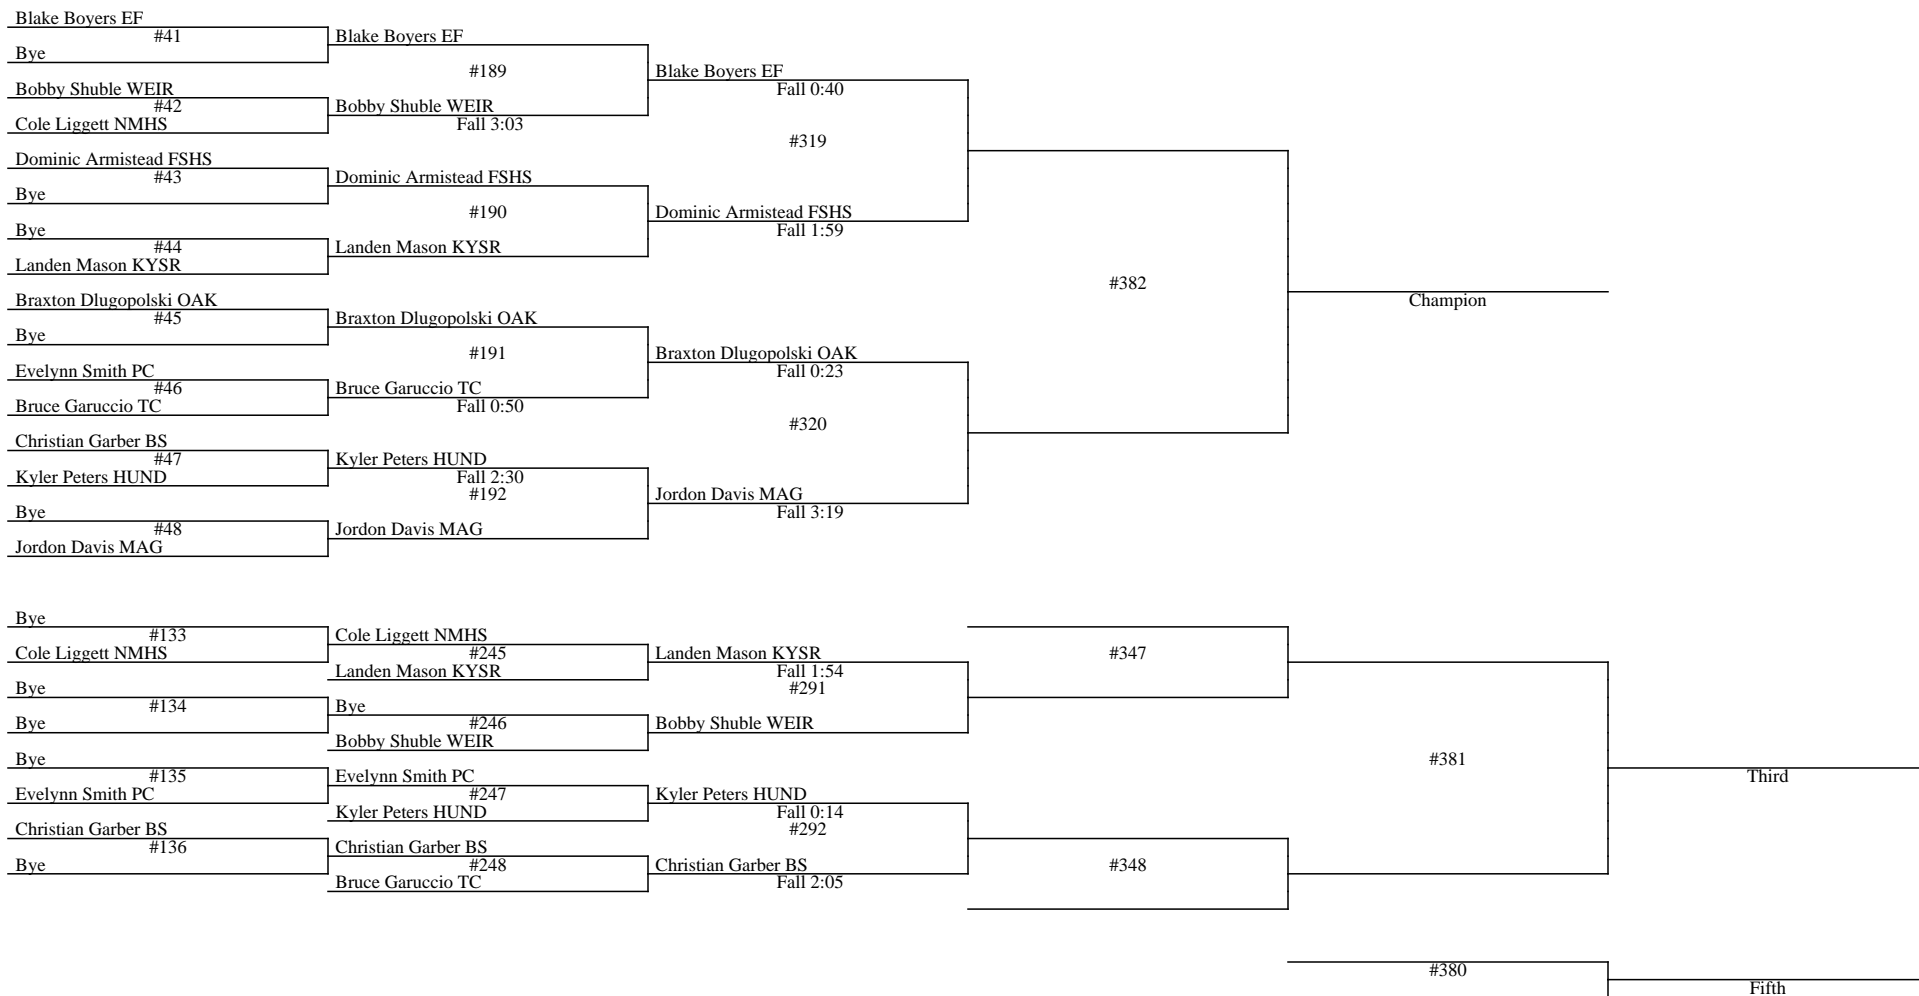 Blake Boyers EF
#41
Bye
Bobby Shuble WEIR
#42
Cole Liggett NMHS
Dominic Armistead FSHS
#43
Bye
Bye
#44
Landen Mason KYSR
Braxton Dlugopolski OAK
#45
Bye
Evelynn Smith PC
#46
Bruce Garuccio TC
Christian Garber BS
#47
Kyler Peters HUND
Bye
#48
Jordon Davis MAG
Blake Boyers EF
#189
Bobby Shuble WEIR
Fall 3:03
Dominic Armistead FSHS
#190
Landen Mason KYSR
Braxton Dlugopolski OAK
#191
Bruce Garuccio TC
Fall 0:50
Kyler Peters HUND
Fall 2:30
#192
Jordon Davis MAG
Blake Boyers EF
Fall 0:40
#319
Dominic Armistead FSHS
Fall 1:59
Braxton Dlugopolski OAK
Fall 0:23
#320
Jordon Davis MAG
Fall 3:19
#382
Champion
Bye
#133
Cole Liggett NMHS
Bye
#134
Bye
Bye
#135
Evelynn Smith PC
Christian Garber BS
#136
Bye
Cole Liggett NMHS
#245
Landen Mason KYSR
Bye
#246
Bobby Shuble WEIR
Evelynn Smith PC
#247
Kyler Peters HUND
Christian Garber BS
#248
Bruce Garuccio TC
Landen Mason KYSR
Fall 1:54
#291
Bobby Shuble WEIR
Kyler Peters HUND
Fall 0:14
#292
Christian Garber BS
Fall 2:05
#347
#348
#381
Third
#380
Fifth